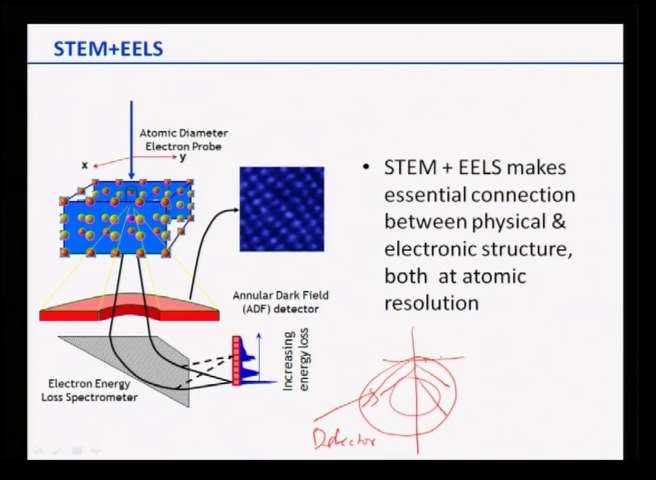 STEM+EELS
Atomic Diameter
Electron Probe
x
y
• STEM + EELS makes
essential connection
between physical &
electronic structure,
both at atomic
resolution
Annular Dark Field
(ADF) detector
Increasing
energy loss
Electron Energy
Loss Spectrometer
Detector